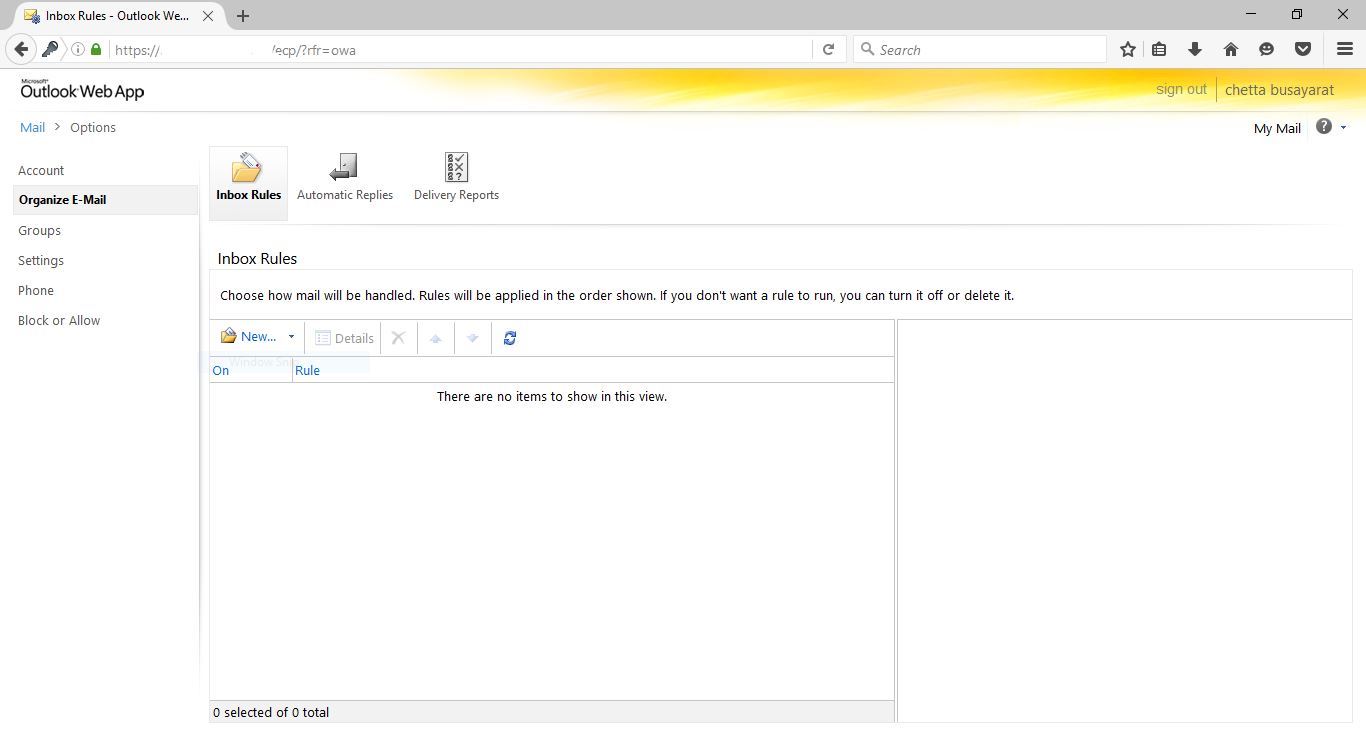 Inbox Rules - Outlook We...
https://
/ecp/?rfr=owa
Search
Microsoft®
Outlook Web App
sign out
chetta busayarat
Mail > Options
My Mail
Account
Organize E-Mail
Groups
Settings
Phone
Block or Allow
Inbox Rules
Automatic Replies
Delivery Reports
Inbox Rules
Choose how mail will be handled. Rules will be applied in the order shown. If you don't want a rule to run, you can turn it off or delete it.
New...
Details
Window
On
Rule
There are no items to show in this view.
0 selected of 0 total